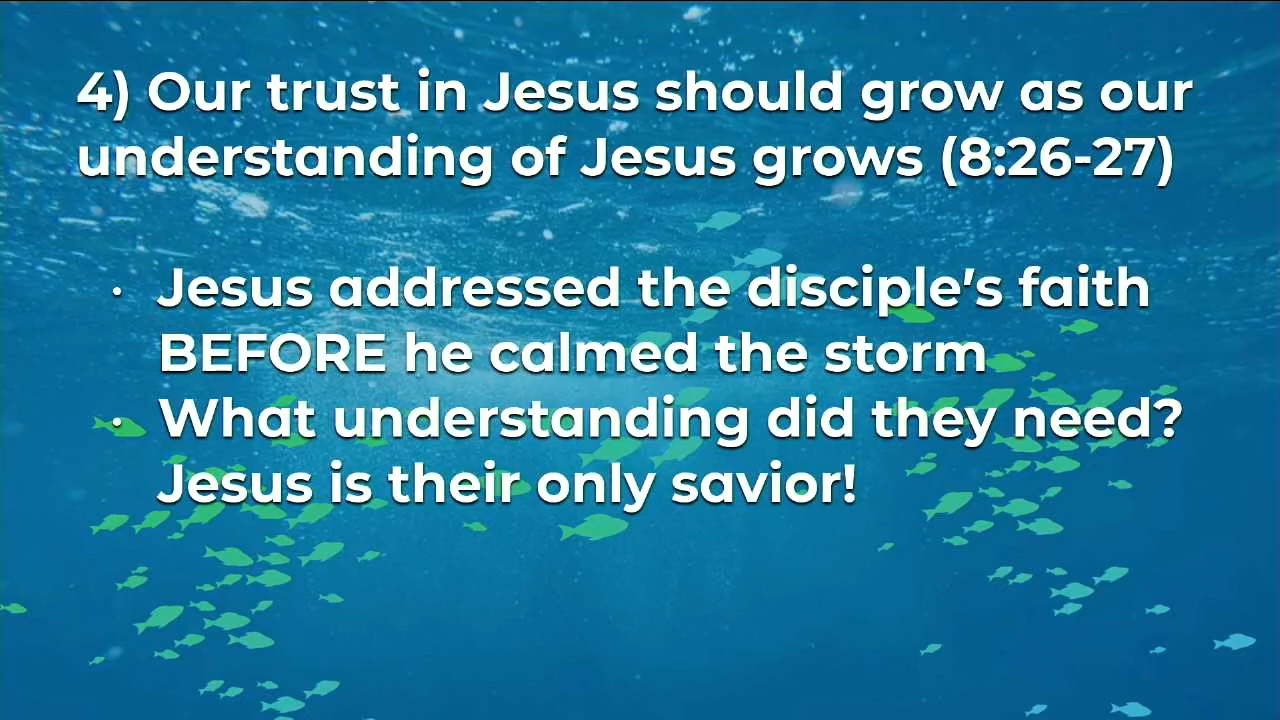 4) Our trust in Jesus should grow as our
understanding of Jesus grows (8:26-27)
· Jesus addressed the disciple's faith
BEFORE he calmed the storm
· What understanding did they need?
Jesus is their only savior!